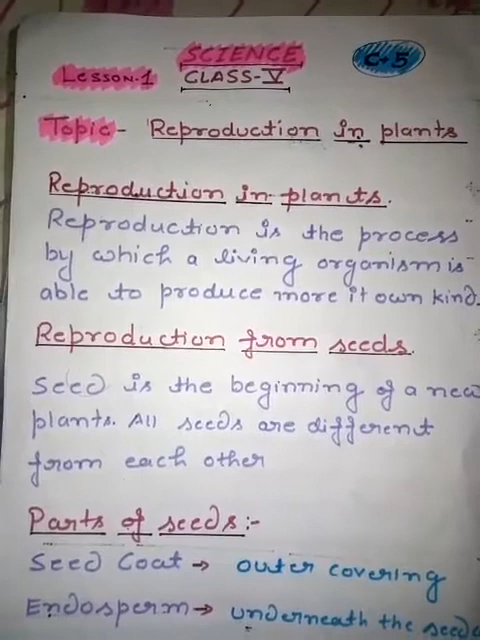 SCIENCE
C-5
LESSON-1 CLASS-V
Topic- Reproduction in plants
Reproduction in plants.
Reproduction is the process
by which a living organism is
able to produce more it own kind.
Reproduction from seeds.
Seed is the beginning of a new
plants. All seeds are different
from each other
Parts of seeds:-
Seed Coat → outer covering
Endosperm → underneath the seed